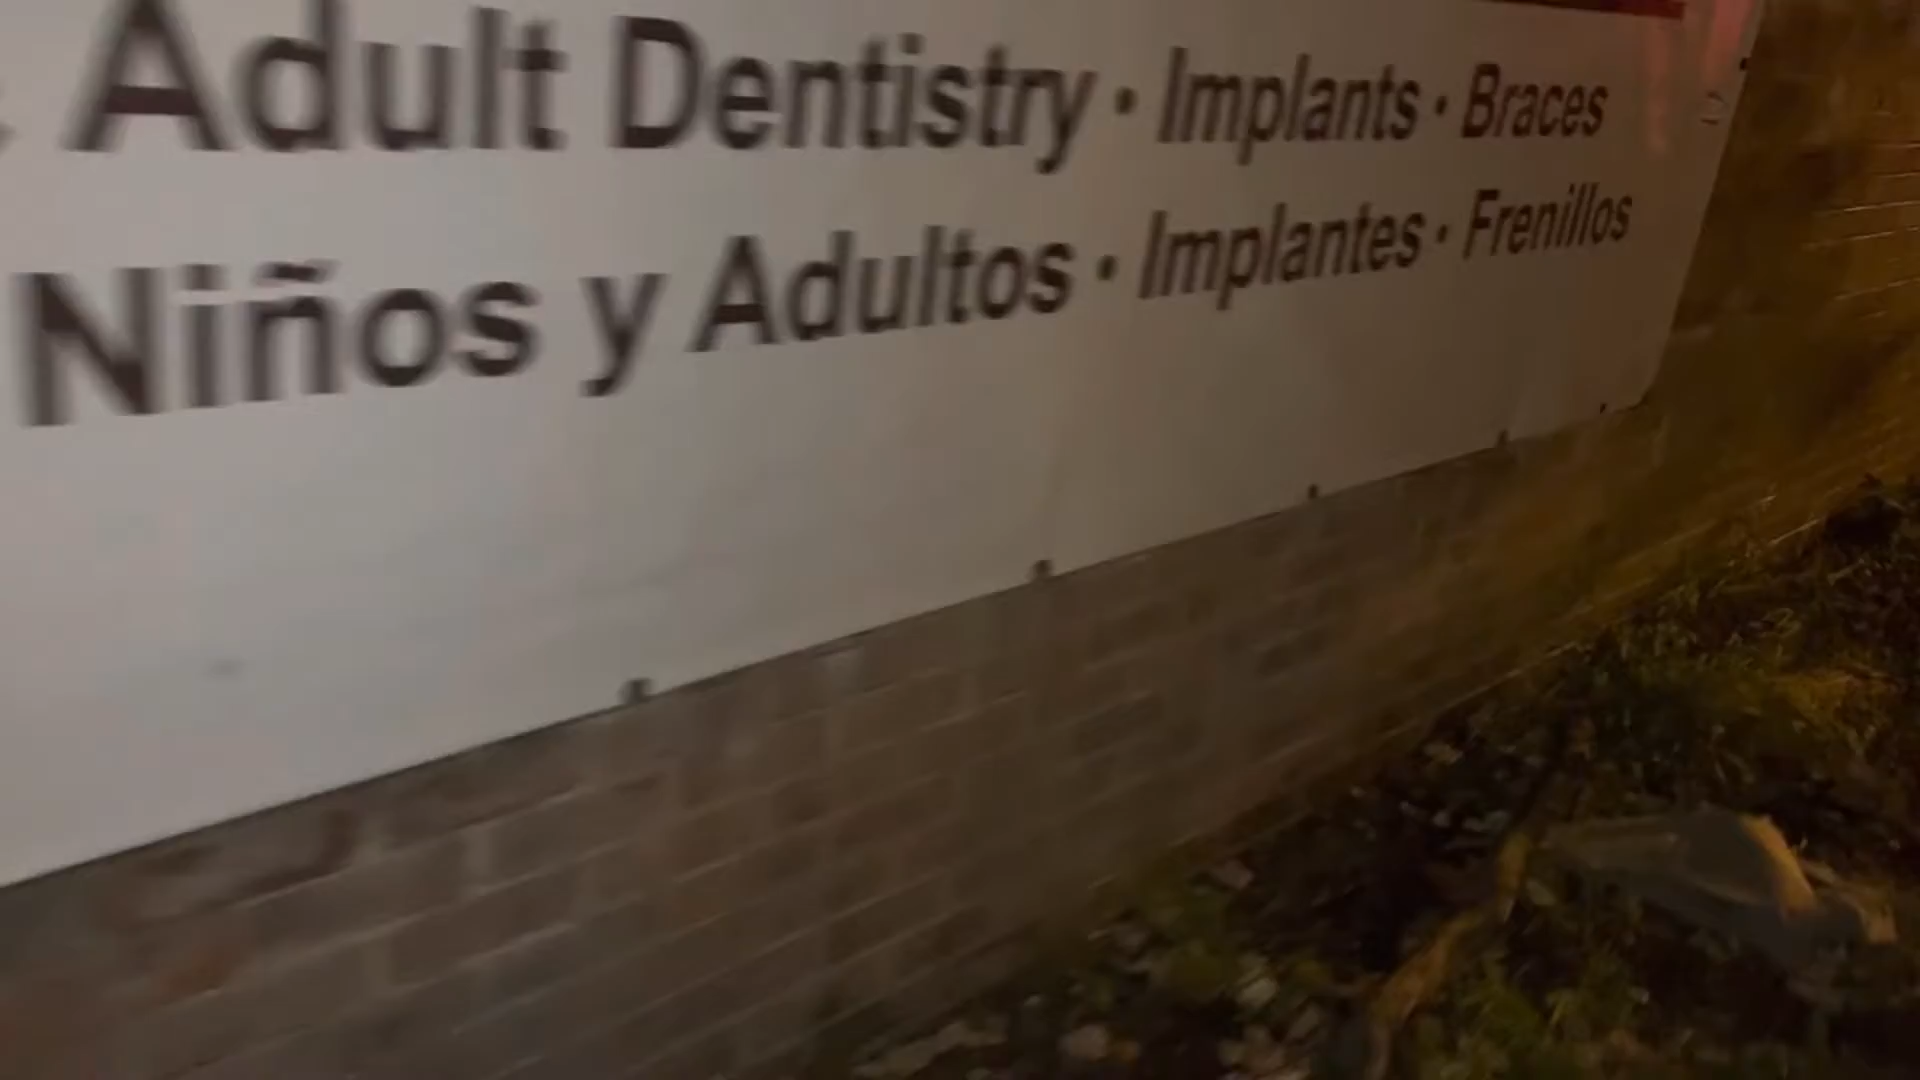 Adult Dentistry · Implants · Braces
Niños y Adultos · Implantes · Frenillos